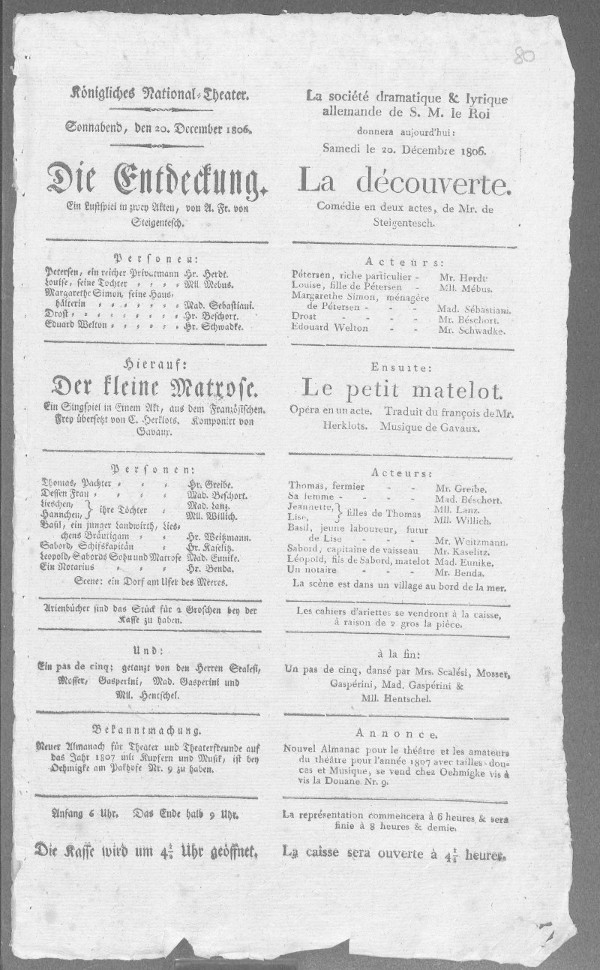 80
Königliches National-Theater.
Sonnabend, den 20. December 1806.
Die Entdeckung.
Ein Lustspiel in zwey Akten, von A. Fr. von
Steigentesch.
Personen:
Petersen, ein reicher Privatmann Hr. Herdt.
Louise, seine Tochter Mll. Mebus.
Margarethe Simon, seine Haus-
hälterin Mad. Sebastiani.
Drost Hr. Beschort.
Eduard Welton Hr. Schwadke.
Hierauf:
Der kleine Matrose.
Ein Singspiel in Einem Akt, aus dem Französischen.
Frey übersetzt von C. Herklots. Komponirt von
Gavaux.
Personen:
Thomas, Pachter Hr. Greibe.
Dessen Frau Mad. Beschort.
Lieschen, } ihre Töchter Mad. Lanz.
Hannchen, Mll. Willich.
Basil, ein junger Landwirth, Lies-
chens Bräutigam Hr. Weitzmann.
Sabord, Schifskapitän Hr. Kaselitz.
Leopold, Sabords Sohn und Matrose Mad. Eunike.
Ein Notarius Hr. Benda.
Scene: ein Dorf am Ufer des Meeres.
Arienbücher sind das Stück für 2 Groschen bey der
Kasse zu haben.
Und:
Ein pas de cinq; getanzt von den Herren Scalesi,
Mosser, Gasperini, Mad. Gasperini und
Mll. Hentschel.
Bekanntmachung.
Neuer Almanach für Theater und Theaterfreunde auf
das Jahr 1807 mit Kupfern und Musik, ist bey
Oehmigke am Pakhofe Nr. 9 zu haben.
Anfang 6 Uhr. Das Ende halb 9 Uhr.
Die Kasse wird um 4½ Uhr geöffnet.
La société dramatique & lyrique
allemande de S. M. le Roi
donnera aujourd'hui:
Samedi le 20. Décembre 1806.
La découverte.
Comédie en deux actes, de Mr. de
Steigentesch.
Acteurs:
Pétersen, riche particulier - Mr. Herdt
Louise, fille de Pétersen - Mll. Mébus.
Margarethe Simon, ménagère
de Pétersen - - - Mad. Sébastiani.
Drost - - - - Mr. Béschort.
Edouard Welton - - Mr. Schwadke.
Ensuite:
Le petit matelot.
Opéra en un acte. Traduit du françois de Mr.
Herklots. Musique de Gavaux.
Acteurs:
Thomas, fermier - - Mr. Greibe.
Sa femme - - - - Mad. Béschort.
Jeannette, } filles de Thomas Mll. Lanz.
Lise, Mll. Willich.
Basil, jeune laboureur, futur
de Lise - - - Mr. Weitzmann.
Sabord, capitaine de vaisseau Mr. Kaselitz.
Léopold, fils de Sabord, matelot Mad. Eunike.
Un notaire - - - Mr. Benda.
La scène est dans un village au bord de la mer.
Les cahiers d'ariettes se vendront à la caisse,
à raison de 2 gros la piéce.
à la fin:
Un pas de cinq, dansé par Mrs. Scalési, Mosser,
Gaspérini, Mad. Gaspérini &
Mll. Hentschel.
Annonce.
Nouvel Almanac pour le théâtre et les amateurs
du théâtre pour l'année 1807 avec tailles-dou-
ces et Musique, se vend chez Oehmigke vis à
vis la Douane Nr. 9.
La représentation commencera à 6 heures & sera
finie à 8 heures & demie.
La caisse sera ouverte à 4½ heures.